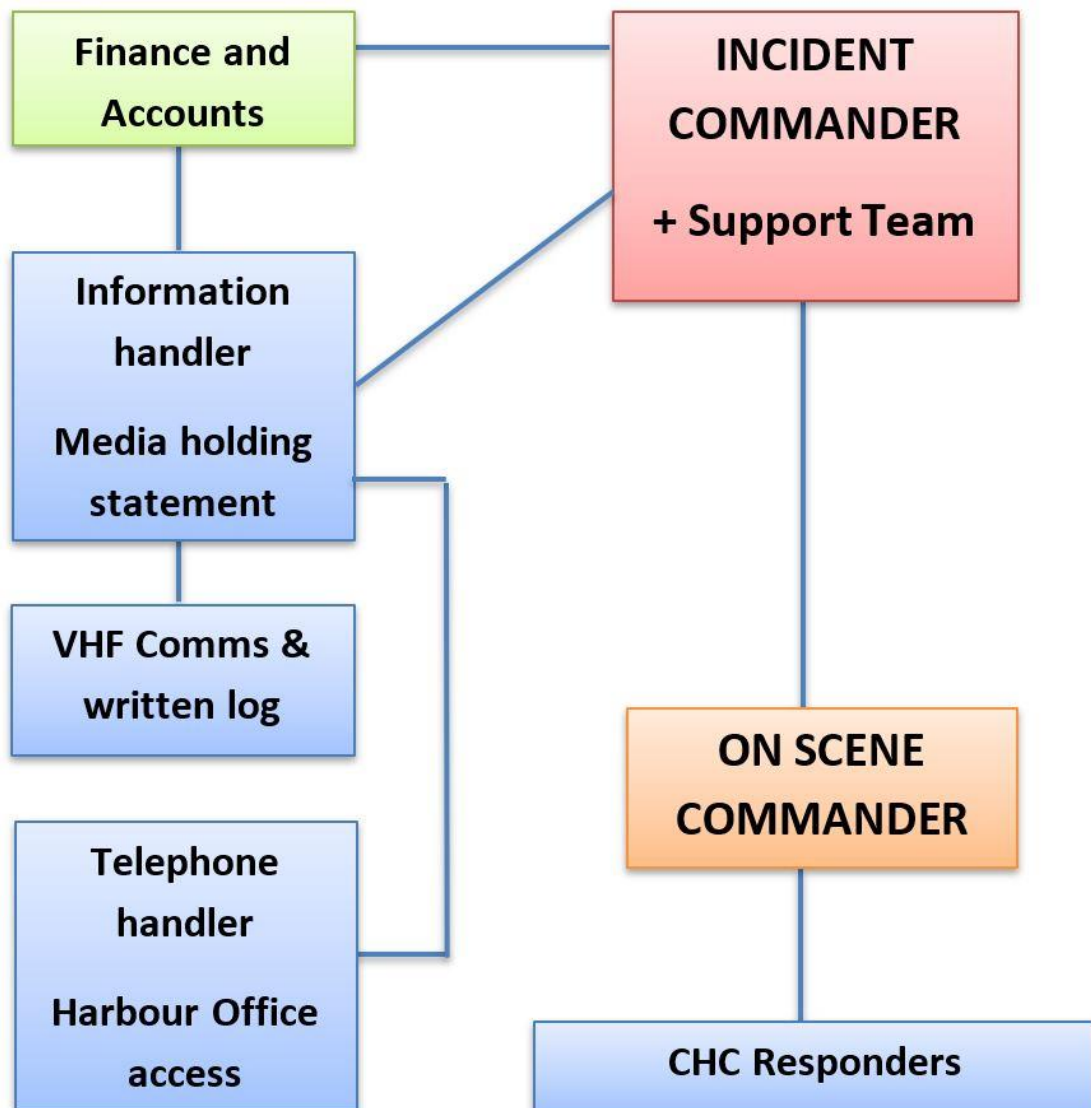 Finance and
Accounts
INCIDENT
COMMANDER
+ Support Team
Information
handler
Media holding
statement
VHF Comms &
written log
ON SCENE
COMMANDER
Telephone
handler
Harbour Office
access
CHC Responders